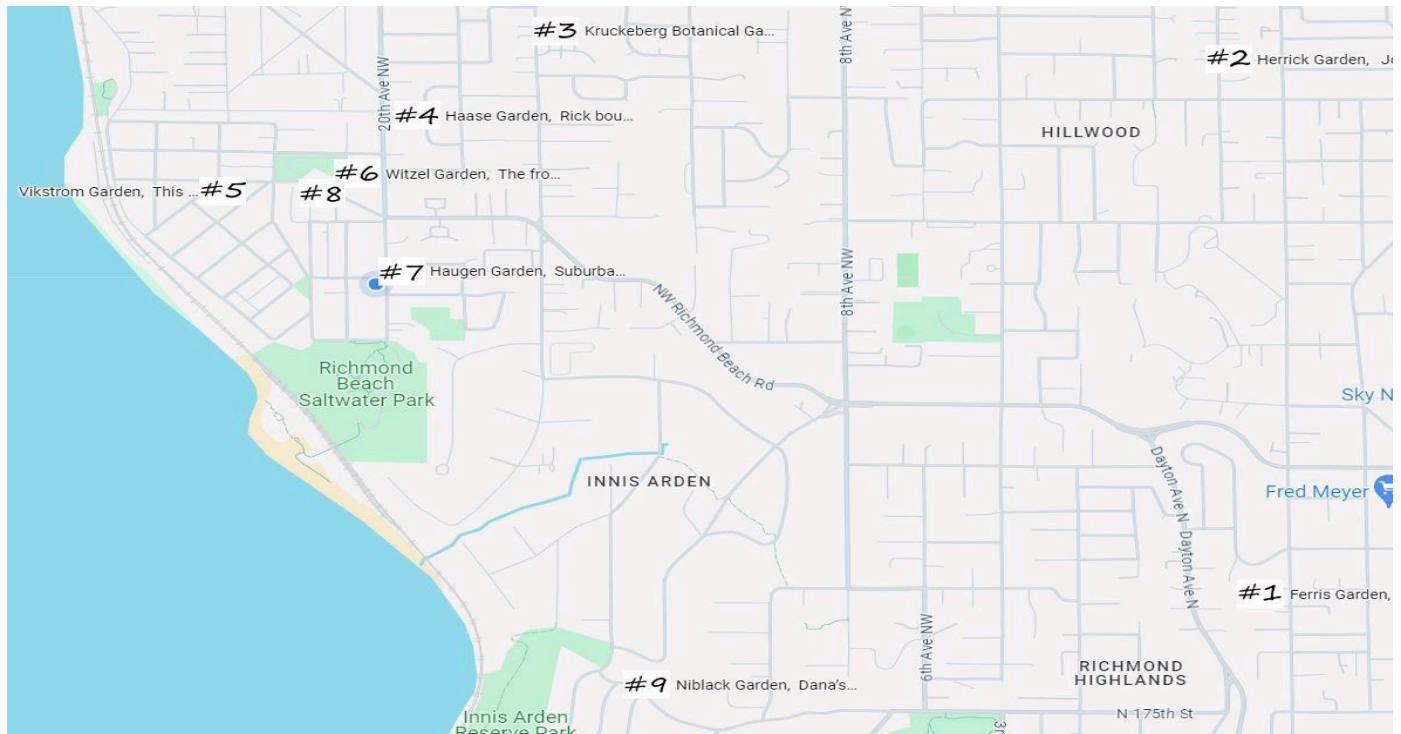 #3 Kruckeberg Botanical Ga...
8th Ave N
#2 Herrick Garden, Jo
20th Ave NW
#4 Haase Garden, Rick bou...
HILLWOOD
#6 Witzel Garden, The fro...
Vikstrom Garden, This ... #5
#8
#7 Haugen Garden, Suburba...
8th Ave NW
NW Richmond Beach Rd
Richmond
Beach
Saltwater Park
Sky N
INNIS ARDEN
Dayton Ave N
Fred Meyer
Dayton Ave N
#1 Ferris Garden,
6th Ave NW
RICHMOND
HIGHLANDS
#9 Niblack Garden, Dana's...
N 175th St
Innis Arden
Reserve Park
3r